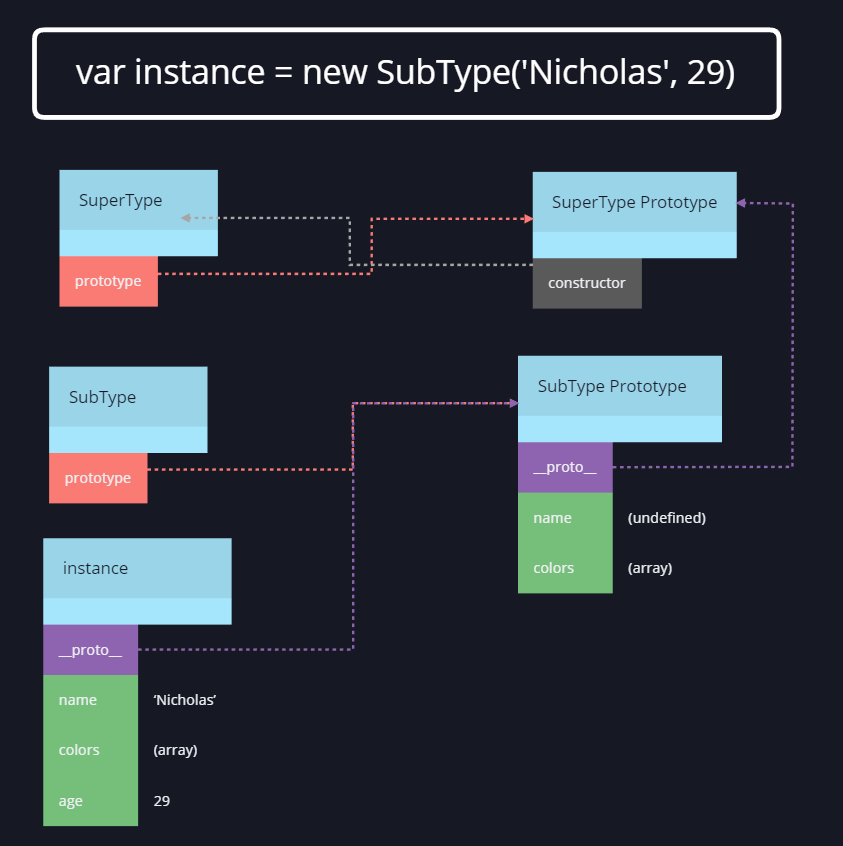 var instance = new SubType('Nicholas', 29)
SuperType
prototype
SuperType Prototype
constructor
SubType
prototype
SubType Prototype
__proto__
name (undefined)
colors (array)
instance
__proto__
name ‘Nicholas’
colors (array)
age 29